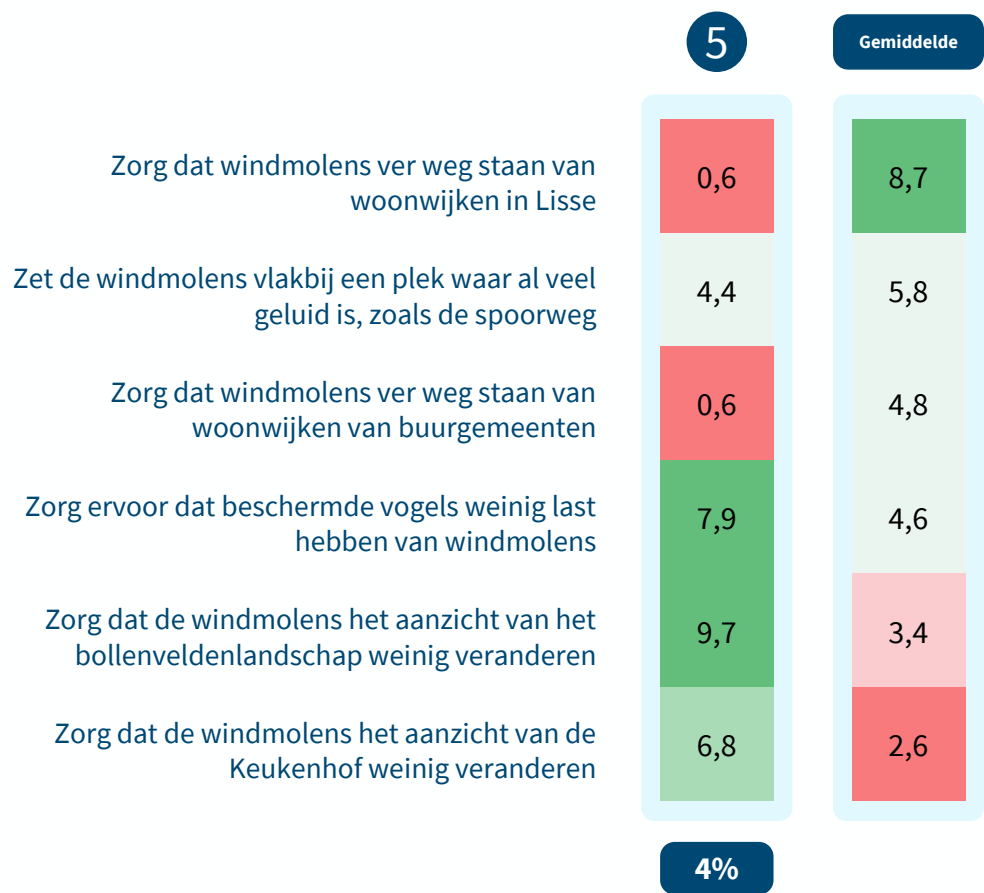 5
Gemiddelde
Zorg dat windmolens ver weg staan van
woonwijken in Lisse
0,6
8,7
Zet de windmolens vlakbij een plek waar al veel
geluid is, zoals de spoorweg
4,4
5,8
Zorg dat windmolens ver weg staan van
woonwijken van buurgemeenten
0,6
4,8
Zorg ervoor dat beschermde vogels weinig last
hebben van windmolens
7,9
4,6
Zorg dat de windmolens het aanzicht van het
bollenveldenlandschap weinig veranderen
9,7
3,4
Zorg dat de windmolens het aanzicht van de
Keukenhof weinig veranderen
6,8
2,6
4%